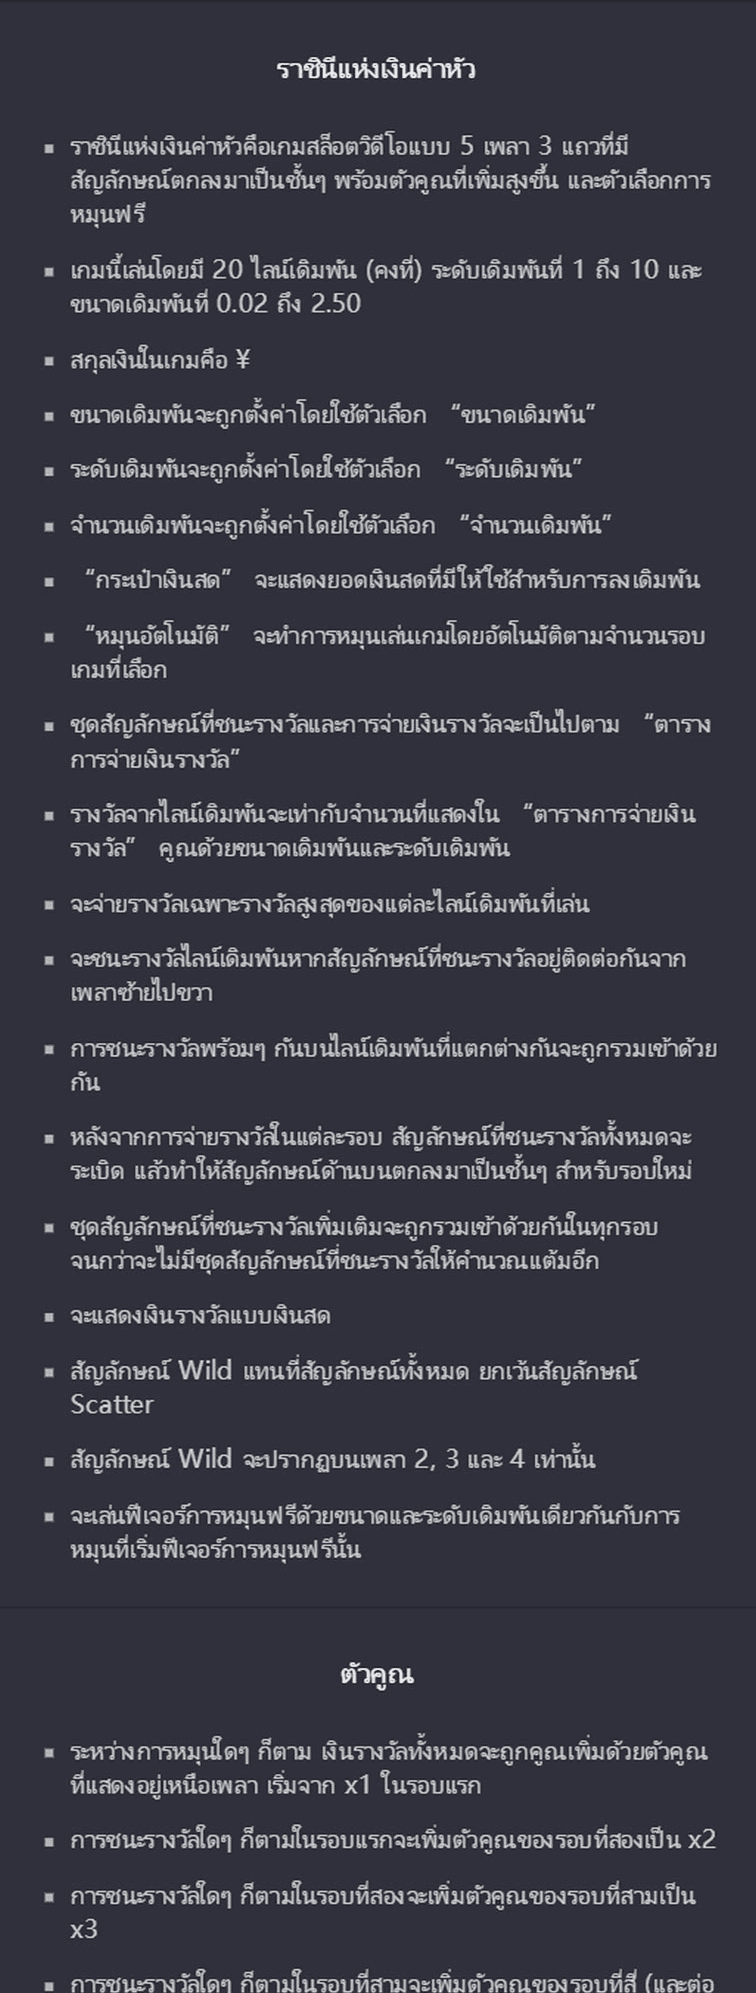 ราชินีแห่งเงินค่าหัว
▪ ราชินีแห่งเงินค่าหัวคือเกมสล็อตวิดีโอแบบ 5 เพลา 3 แถวที่มี
สัญลักษณ์ตกลงมาเป็นชั้นๆ พร้อมตัวคูณที่เพิ่มสูงขึ้น และตัวเลือกการ
หมุนฟรี
▪ เกมนี้เล่นโดยมี 20 ไลน์เดิมพัน (คงที่) ระดับเดิมพันที่ 1 ถึง 10 และ
ขนาดเดิมพันที่ 0.02 ถึง 2.50
▪ สกุลเงินในเกมคือ ¥
▪ ขนาดเดิมพันจะถูกตั้งค่าโดยใช้ตัวเลือก “ขนาดเดิมพัน”
▪ ระดับเดิมพันจะถูกตั้งค่าโดยใช้ตัวเลือก “ระดับเดิมพัน”
▪ จำนวนเดิมพันจะถูกตั้งค่าโดยใช้ตัวเลือก “จำนวนเดิมพัน”
▪ “กระเป๋าเงินสด” จะแสดงยอดเงินสดที่มีให้ใช้สำหรับการลงเดิมพัน
▪ “หมุนอัตโนมัติ” จะทำการหมุนเล่นเกมโดยอัตโนมัติตามจำนวนรอบ
เกมที่เลือก
▪ ชุดสัญลักษณ์ที่ชนะรางวัลและการจ่ายเงินรางวัลจะเป็นไปตาม “ตาราง
การจ่ายเงินรางวัล”
▪ รางวัลจากไลน์เดิมพันจะเท่ากับจำนวนที่แสดงใน “ตารางการจ่ายเงิน
รางวัล” คูณด้วยขนาดเดิมพันและระดับเดิมพัน
▪ จะจ่ายรางวัลเฉพาะรางวัลสูงสุดของแต่ละไลน์เดิมพันที่เล่น
▪ จะชนะรางวัลไลน์เดิมพันหากสัญลักษณ์ที่ชนะรางวัลอยู่ติดต่อกันจาก
เพลาซ้ายไปขวา
▪ การชนะรางวัลพร้อมๆ กันบนไลน์เดิมพันที่แตกต่างกันจะถูกรวมเข้าด้วย
กัน
▪ หลังจากการจ่ายรางวัลในแต่ละรอบ สัญลักษณ์ที่ชนะรางวัลทั้งหมดจะ
ระเบิด แล้วทำให้สัญลักษณ์ด้านบนตกลงมาเป็นชั้นๆ สำหรับรอบใหม่
▪ ชุดสัญลักษณ์ที่ชนะรางวัลเพิ่มเติมจะถูกรวมเข้าด้วยกันในทุกรอบ
จนกว่าจะไม่มีชุดสัญลักษณ์ที่ชนะรางวัลให้คำนวณแต้มอีก
▪ จะแสดงเงินรางวัลแบบเงินสด
▪ สัญลักษณ์ Wild แทนที่สัญลักษณ์ทั้งหมด ยกเว้นสัญลักษณ์
Scatter
▪ สัญลักษณ์ Wild จะปรากฏบนเพลา 2, 3 และ 4 เท่านั้น
▪ จะเล่นฟีเจอร์การหมุนฟรีด้วยขนาดและระดับเดิมพันเดียวกันกับการ
หมุนที่เริ่มฟีเจอร์การหมุนฟรีนั้น
ตัวคูณ
▪ ระหว่างการหมุนใดๆ ก็ตาม เงินรางวัลทั้งหมดจะถูกคูณเพิ่มด้วยตัวคูณ
ที่แสดงอยู่เหนือเพลา เริ่มจาก x1 ในรอบแรก
▪ การชนะรางวัลใดๆ ก็ตามในรอบแรกจะเพิ่มตัวคูณของรอบที่สองเป็น x2
▪ การชนะรางวัลใดๆ ก็ตามในรอบที่สองจะเพิ่มตัวคูณของรอบที่สามเป็น
x3
▪ การชนะรางวัลใดๆ ก็ตามในรอบที่สามจะเพิ่มตัวคูณของรอบที่สี่ (และต่อ